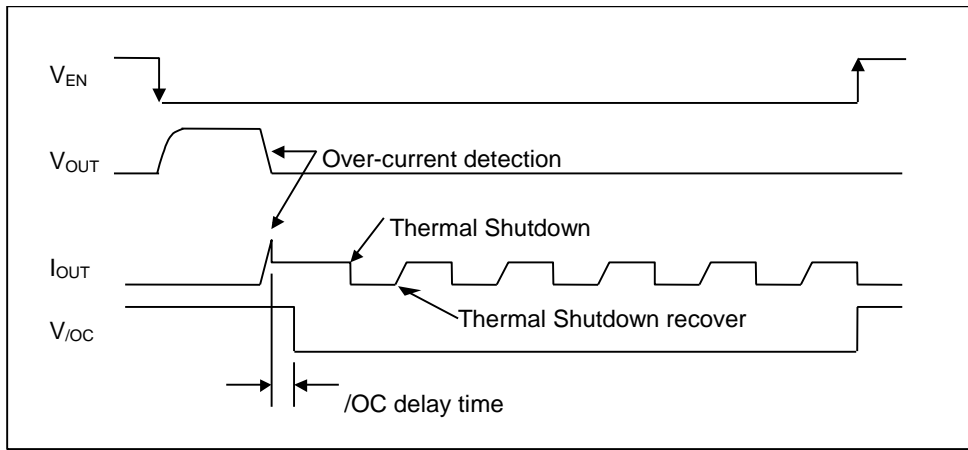 VEN
VOUT
Over-current detection
Thermal Shutdown
IOUT
Thermal Shutdown recover
V/OC
/OC delay time